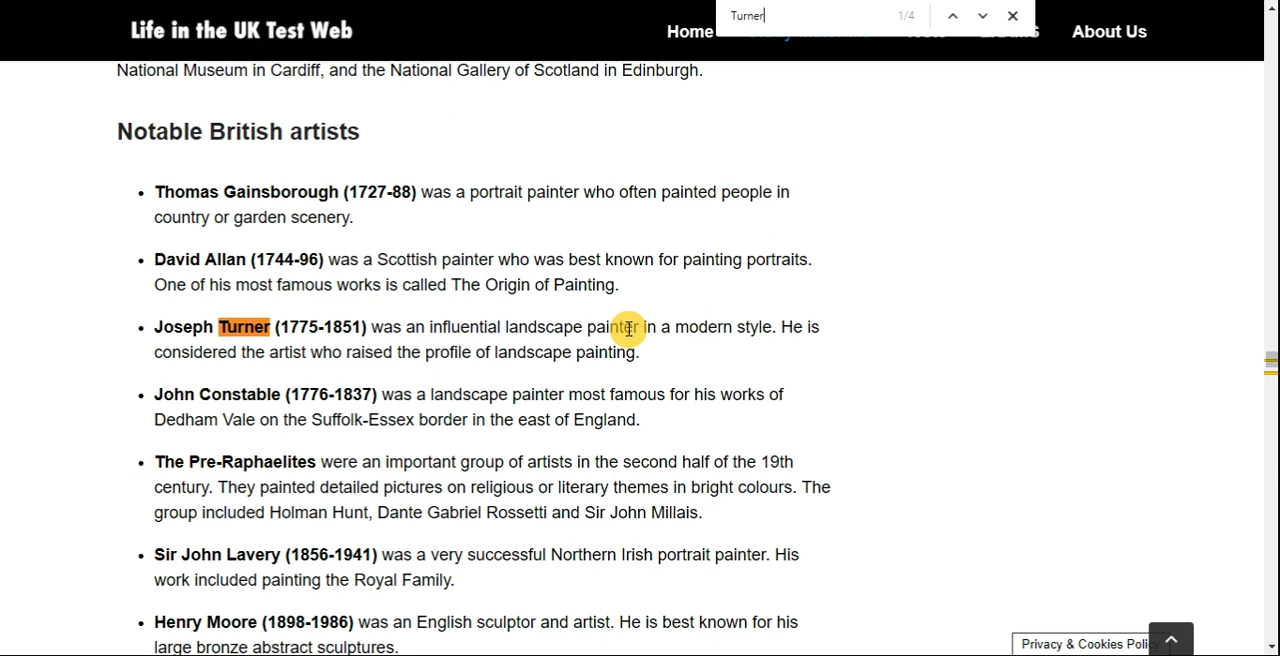 Life in the UK Test Web
Home
About Us
Turner
1/4
National Museum in Cardiff, and the National Gallery of Scotland in Edinburgh.
Notable British artists
• Thomas Gainsborough (1727-88) was a portrait painter who often painted people in
country or garden scenery.
• David Allan (1744-96) was a Scottish painter who was best known for painting portraits.
One of his most famous works is called The Origin of Painting.
• Joseph Turner (1775-1851) was an influential landscape painter in a modern style. He is
considered the artist who raised the profile of landscape painting.
• John Constable (1776-1837) was a landscape painter most famous for his works of
Dedham Vale on the Suffolk-Essex border in the east of England.
• The Pre-Raphaelites were an important group of artists in the second half of the 19th
century. They painted detailed pictures on religious or literary themes in bright colours. The
group included Holman Hunt, Dante Gabriel Rossetti and Sir John Millais.
• Sir John Lavery (1856-1941) was a very successful Northern Irish portrait painter. His
work included painting the Royal Family.
• Henry Moore (1898-1986) was an English sculptor and artist. He is best known for his
large bronze abstract sculptures.
Privacy & Cookies Policy